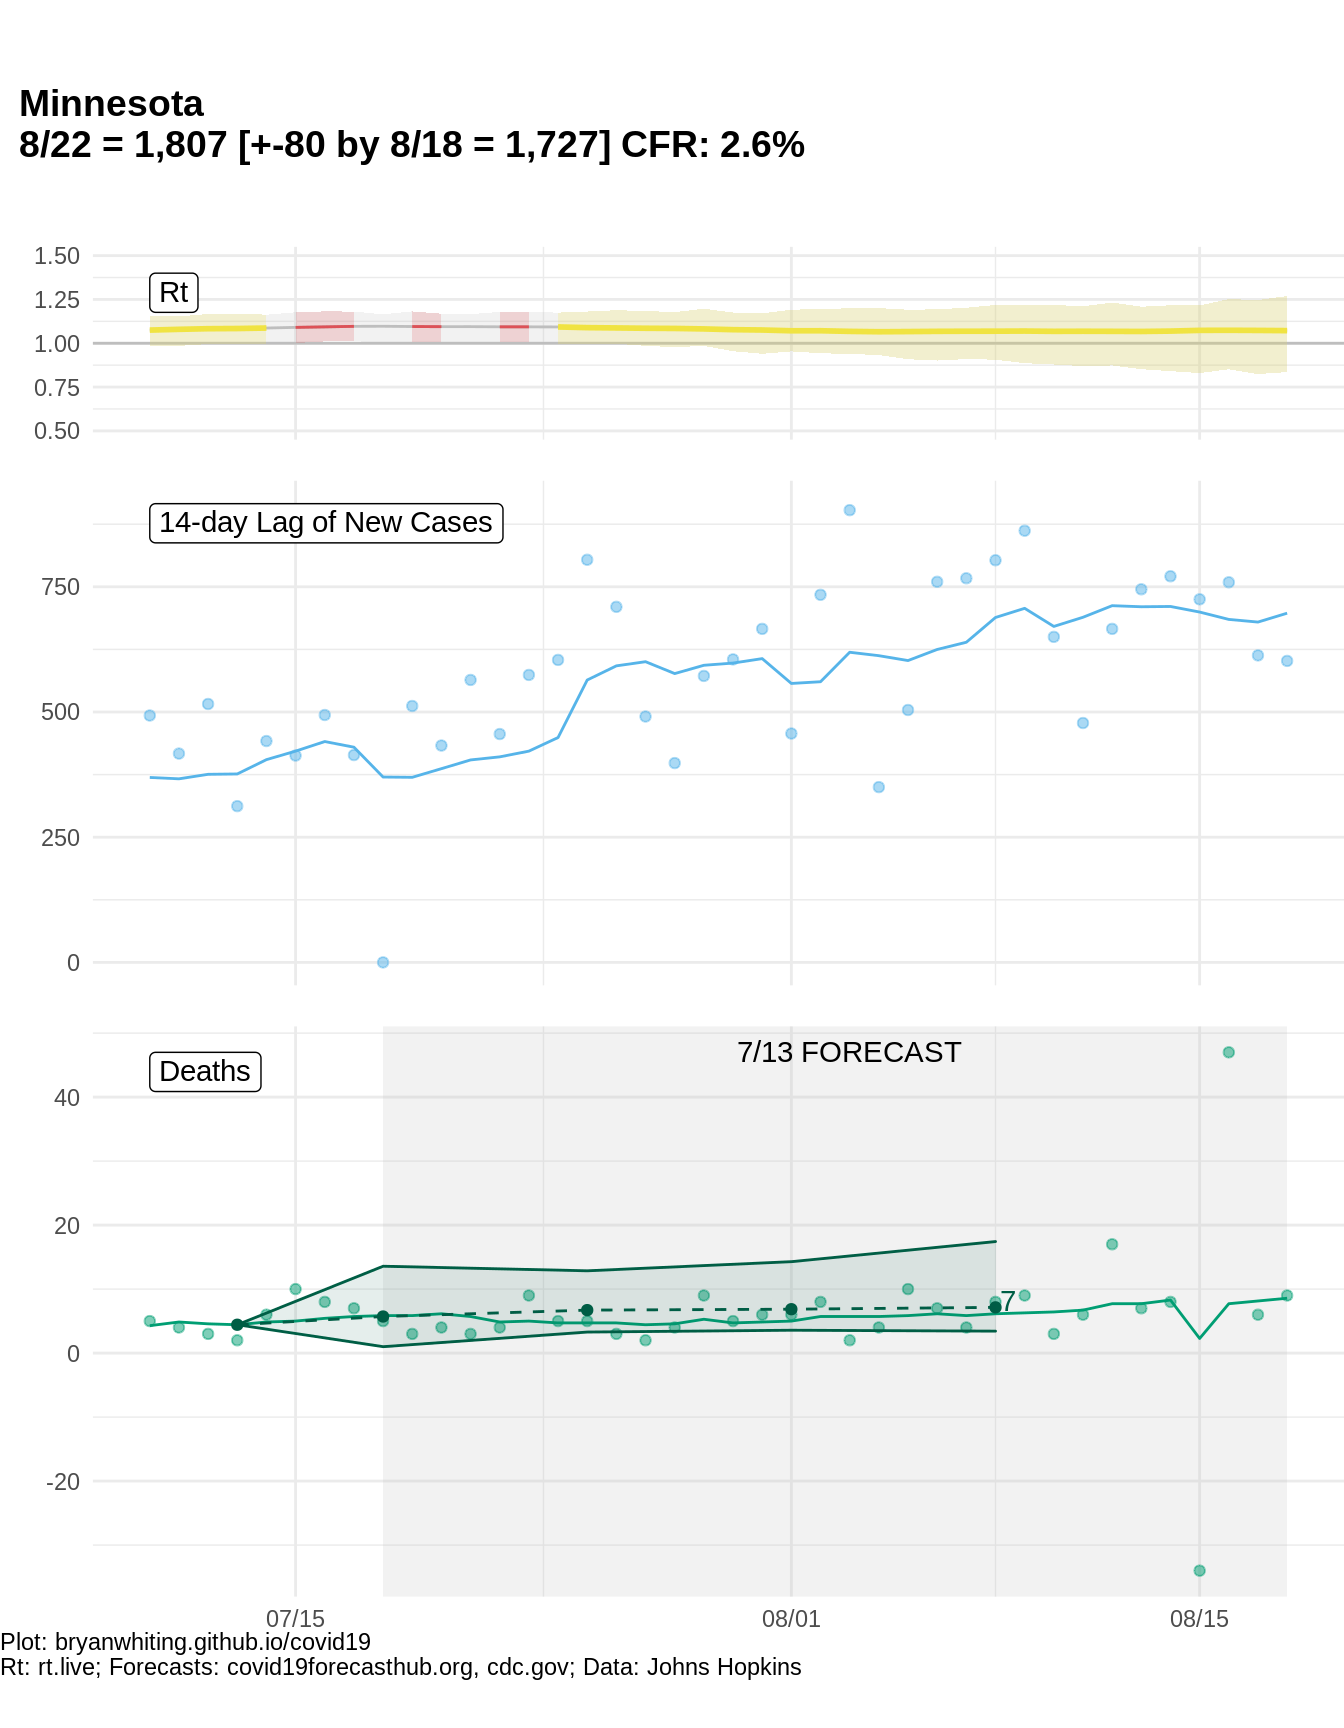 Minnesota
8/22 = 1,807 [+-80 by 8/18 = 1,727] CFR: 2.6%
1.50
Rt
1.25
1.00
0.75
0.50
14-day Lag of New Cases
750
500
250
0
7/13 FORECAST
Deaths
40
20
7
0
-20
07/15
08/01
08/15
Plot: bryanwhiting.github.io/covid19
Rt: rt.live; Forecasts: covid19forecasthub.org, cdc.gov; Data: Johns Hopkins